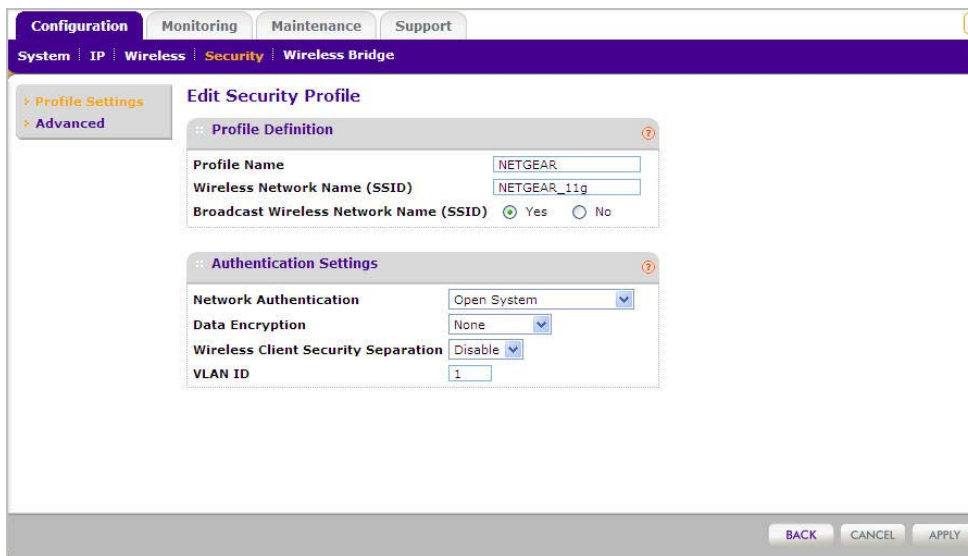 Configuration Monitoring Maintenance Support
System IP Wireless Security Wireless Bridge
Profile Settings
Advanced
Edit Security Profile
Profile Definition ?
Profile Name NETGEAR
Wireless Network Name (SSID) NETGEAR_11g
Broadcast Wireless Network Name (SSID) Yes No
Authentication Settings ?
Network Authentication Open System
Data Encryption None
Wireless Client Security Separation Disable
VLAN ID 1
BACK CANCEL APPLY